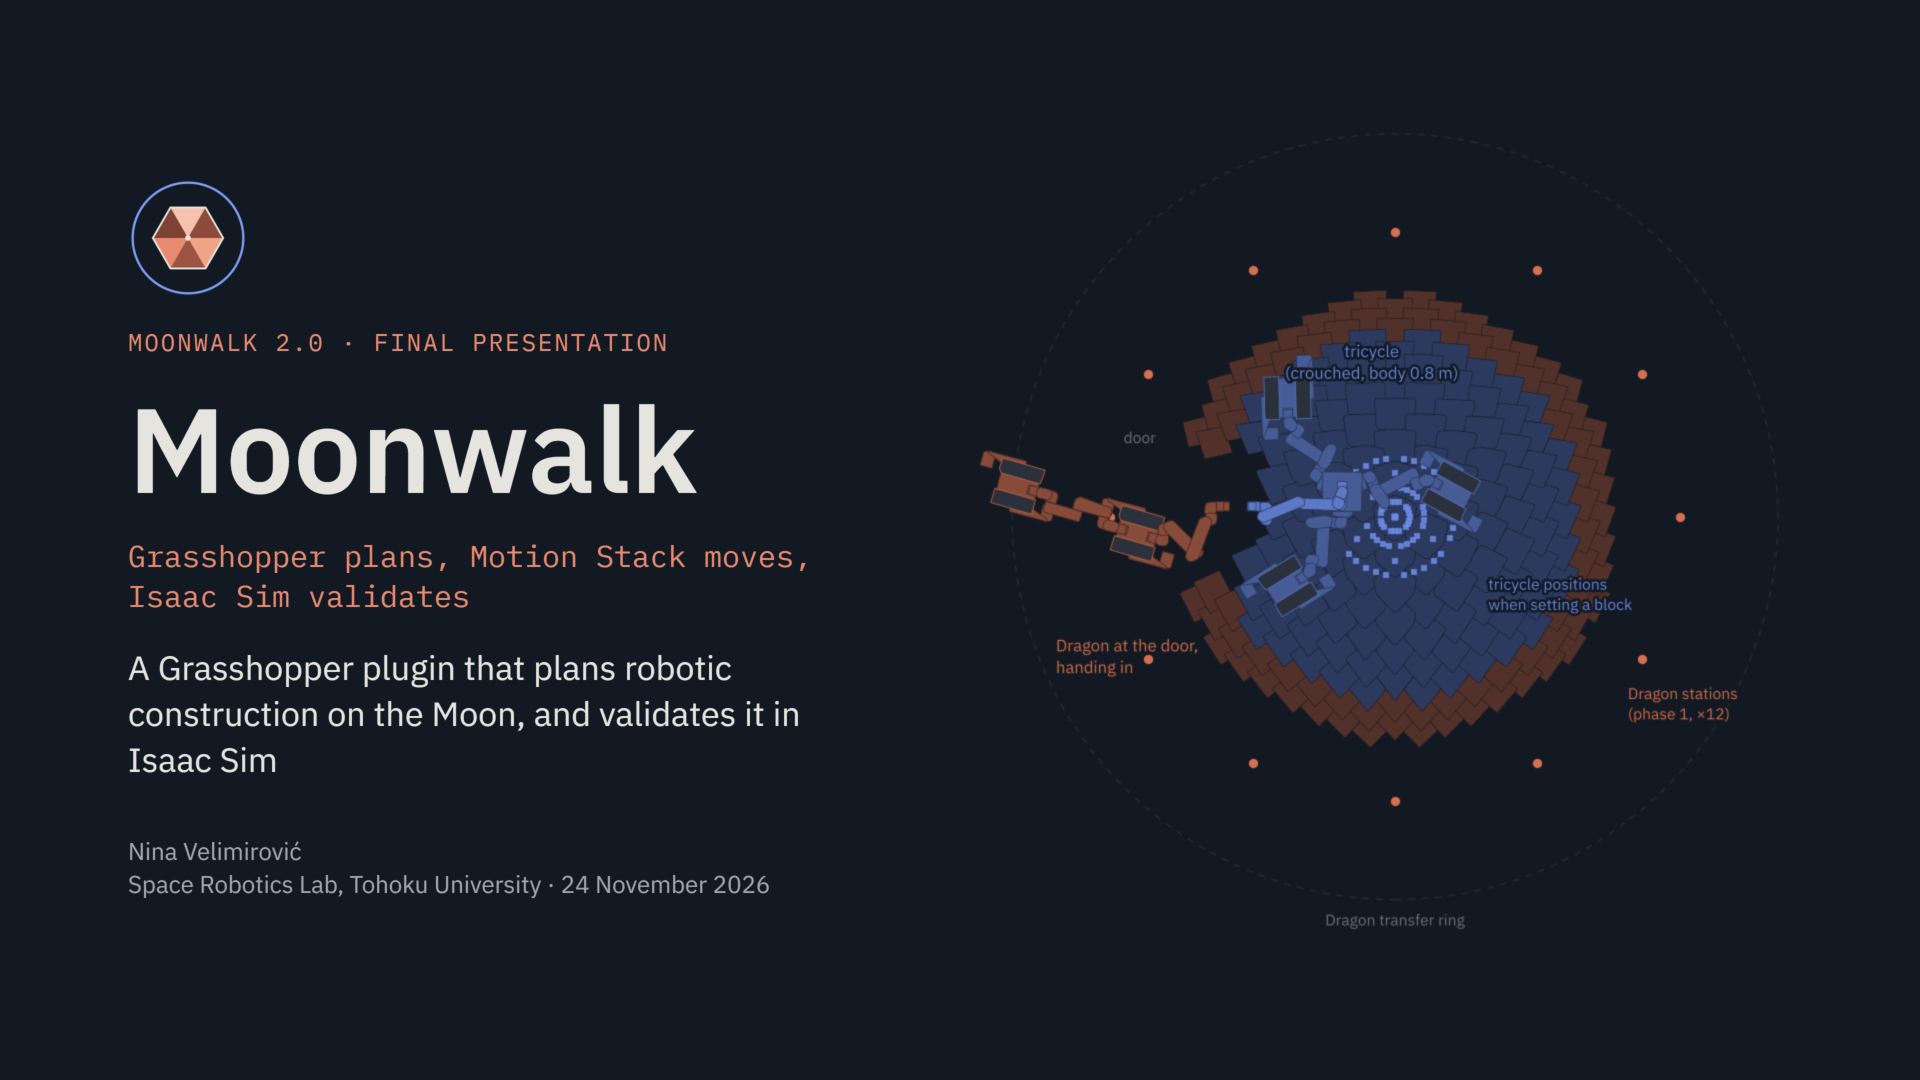 MOONWALK 2.0 · FINAL PRESENTATION
Moonwalk
Grasshopper plans, Motion Stack moves,
Isaac Sim validates
A Grasshopper plugin that plans robotic
construction on the Moon, and validates it in
Isaac Sim
Nina Velimirović
Space Robotics Lab, Tohoku University · 24 November 2026
tricycle
(crouched, body 0.8 m)
door
tricycle positions
when setting a block
Dragon at the door,
handing in
Dragon stations
(phase 1, ×12)
Dragon transfer ring